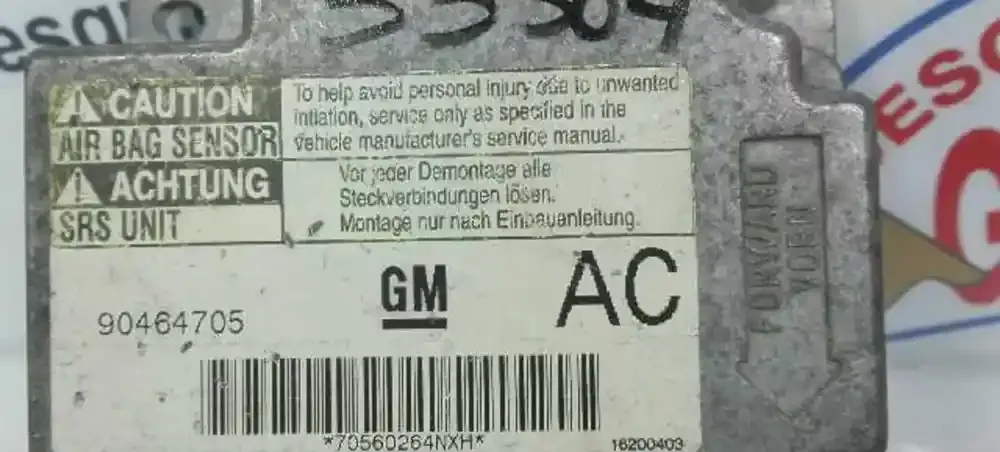 CAUTION
AIR BAG SENSOR
To help avoid personal injury due to unwanted
intiation, service only as specified in the
vehicle manufacturer's service manual.
ACHTUNG
SRS UNIT
Vor jeder Demontage alle
Steckverbindungen lösen.
Montage nur nach Einbauanleitung.
90464705
GM
AC
*70560264NXH*
16200403
FORWARD
VORN